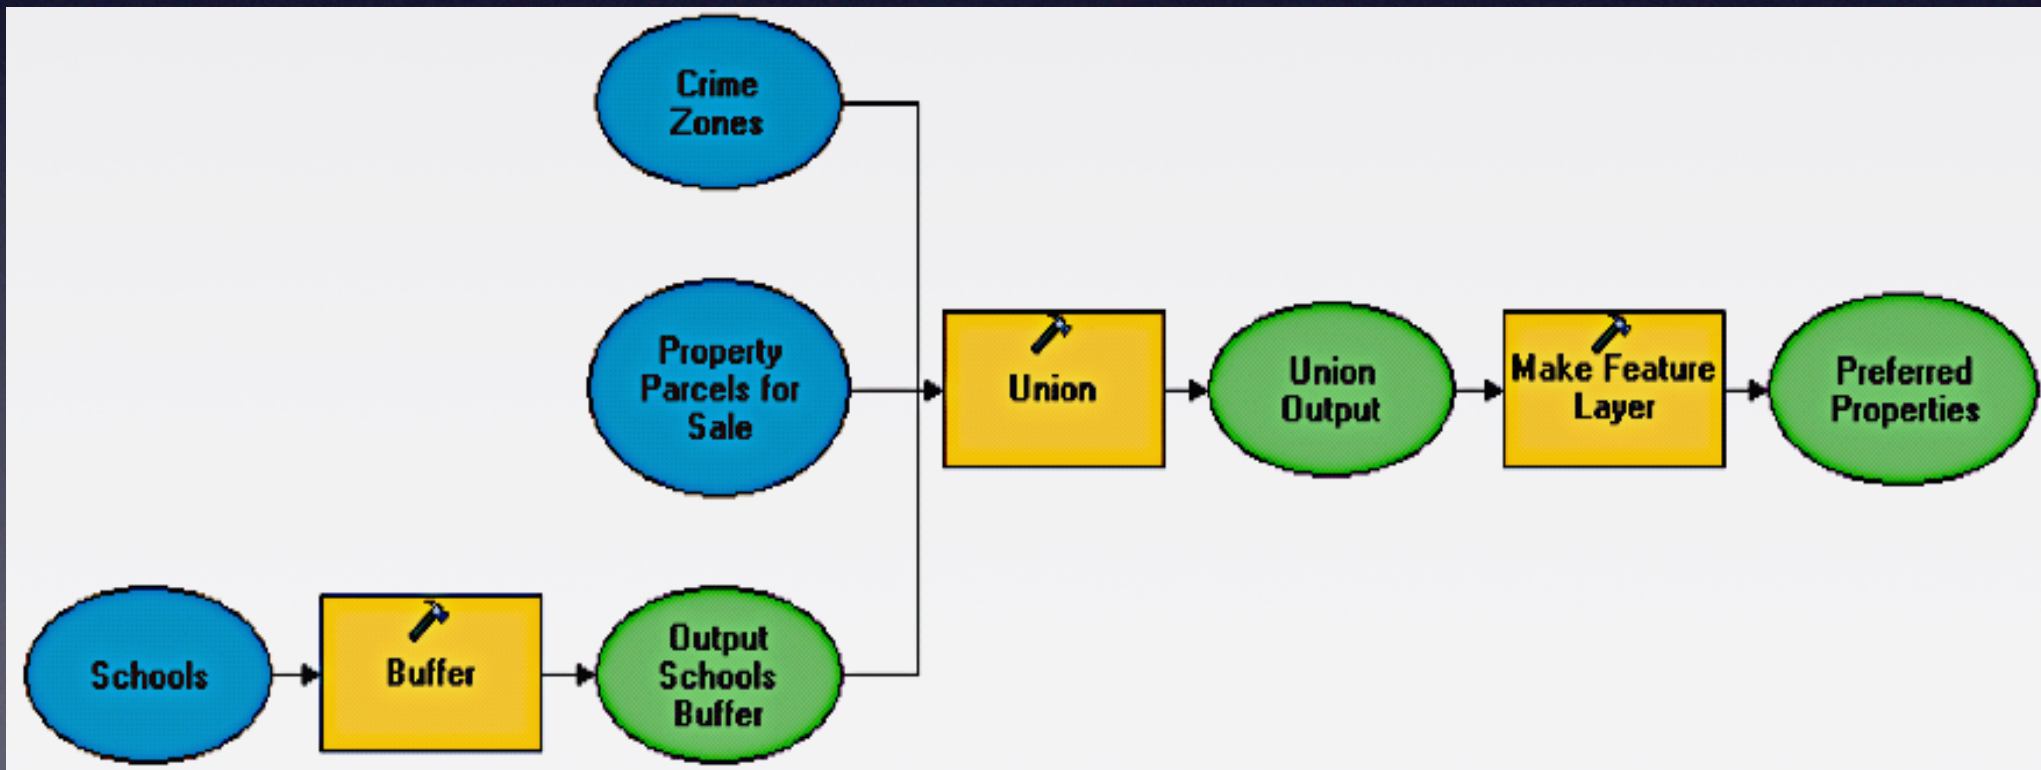 Crime
Zones
Property
Parcels for
Sale
Union
Union
Output
Make Feature
Layer
Preferred
Properties
Schools
Buffer
Output
Schools
Buffer